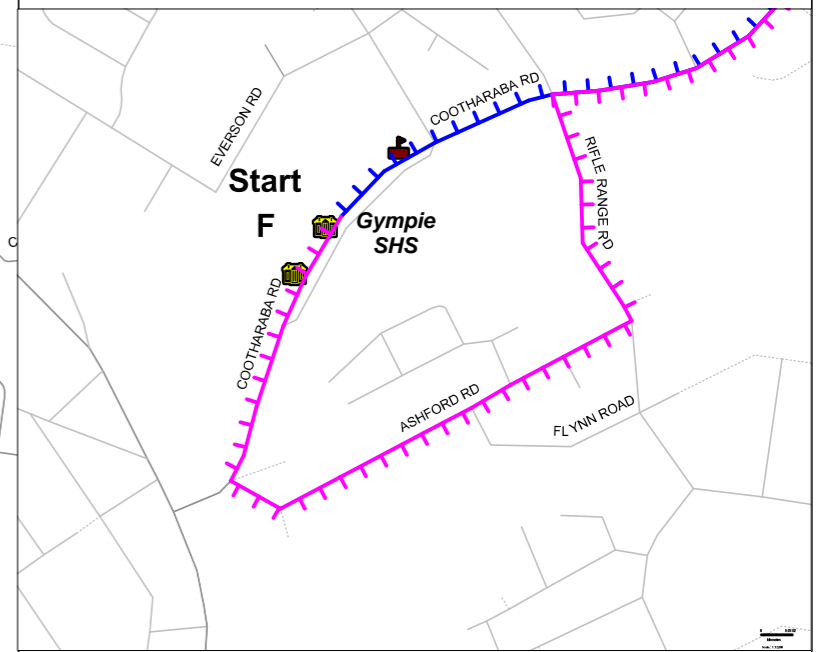 COOTHARABA RD
EVERSON RD
RIFLE RANGE RD
Start
F
Gympie
SHS
C
COOTHARABA RD
ASHFORD RD
FLYNN ROAD